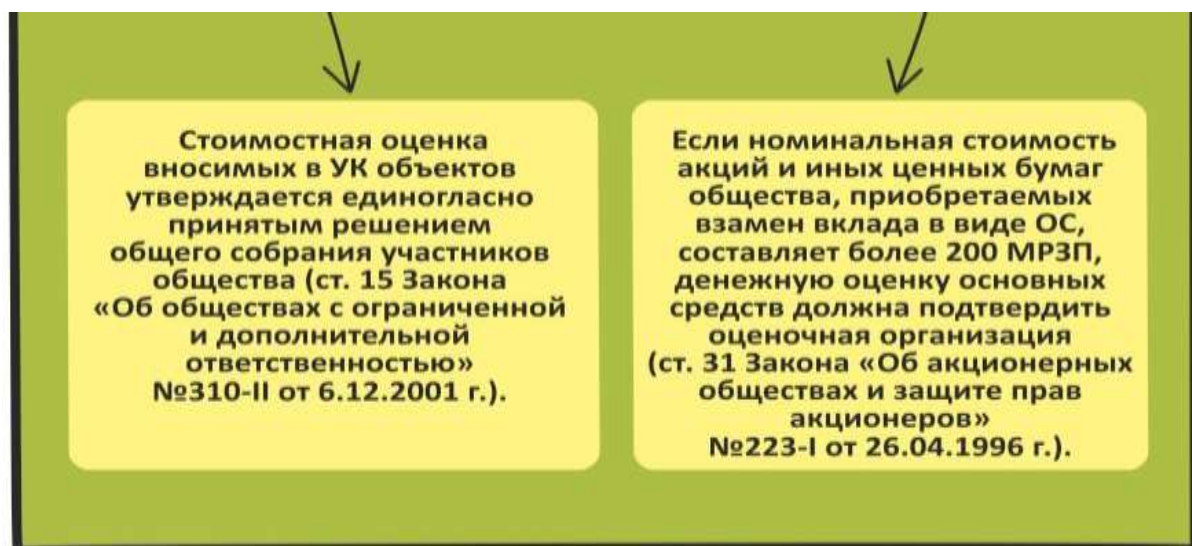 Стоимостная оценка
вносимых в УК объектов
утверждается единогласно
принятым решением
общего собрания участников
общества (ст. 15 Закона
«Об обществах с ограниченной
и дополнительной
ответственностью»
№310-II от 6.12.2001 г.).
Если номинальная стоимость
акций и иных ценных бумаг
общества, приобретаемых
взамен вклада в виде ОС,
составляет более 200 МРЗП,
денежную оценку основных
средств должна подтвердить
оценочная организация
(ст. 31 Закона «Об акционерных
обществах и защите прав
акционеров»
№223-I от 26.04.1996 г.).